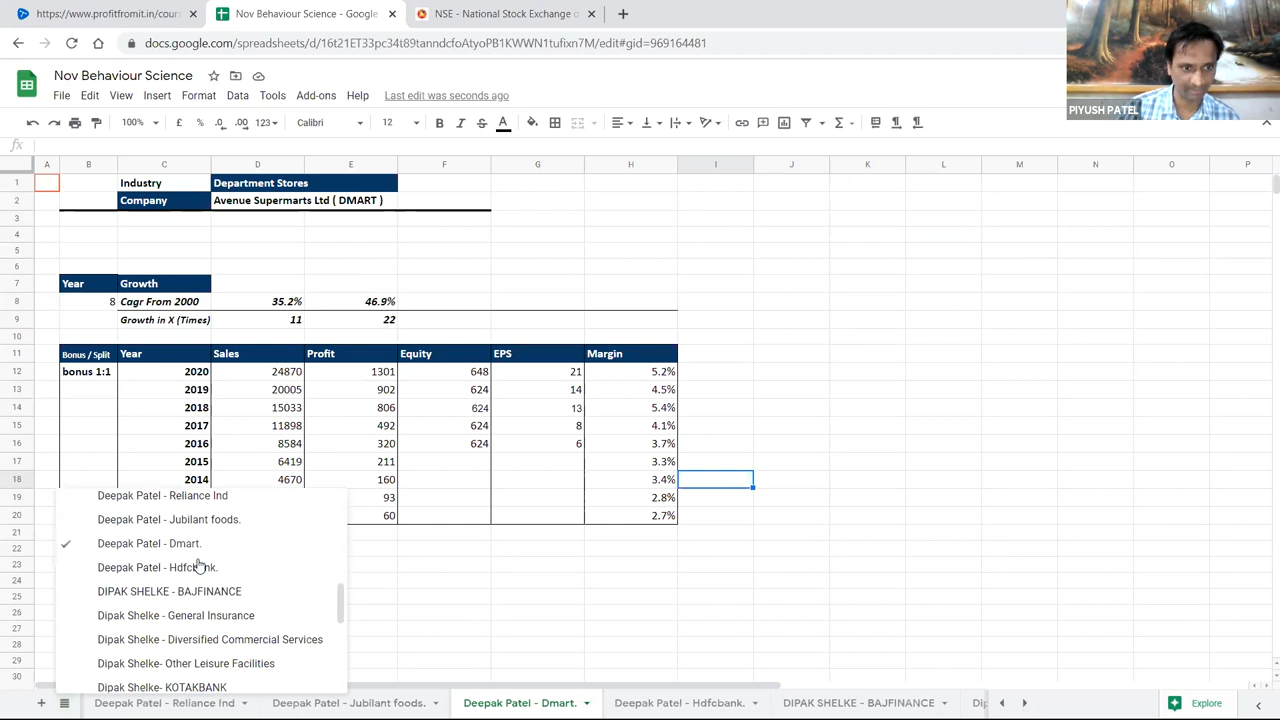 https://www.profitfromit.in/cour
Nov Behaviour Science - Google
NSE - National Stock Exchange o
docs.google.com/spreadsheets/d/16t21ET33pc34t89tanndcfoAtyoPB1KWWN1tufixn7M/edit#gid=969164481
Nov Behaviour Science
File Edit View Insert Format Data Tools Add-ons Help Last edit was seconds ago
100% £ % .0 .00 123 Calibri 12
PIYUSH PATEL
fx
A B C D E F G H I J K L M N O P
1 Industry Department Stores
2 Company Avenue Supermarts Ltd ( DMART )
3
4
5
6
7 Year Growth
8 8 Cagr From 2000 35.2% 46.9%
9 Growth in X (Times) 11 22
10
11 Bonus / Split Year Sales Profit Equity EPS Margin
12 bonus 1:1 2020 24870 1301 648 21 5.2%
13 2019 20005 902 624 14 4.5%
14 2018 15033 806 624 13 5.4%
15 2017 11898 492 624 8 4.1%
16 2016 8584 320 624 6 3.7%
17 2015 6419 211 3.3%
18 2014 4670 160 3.4%
19 93 2.8%
20 60 2.7%
21
22
23
24
25
26
27
28
29
30
Deepak Patel - Reliance Ind
Deepak Patel - Jubilant foods.
Deepak Patel - Dmart.
Deepak Patel - Hdfcbank.
DIPAK SHELKE - BAJFINANCE
Dipak Shelke - General Insurance
Dipak Shelke - Diversified Commercial Services
Dipak Shelke- Other Leisure Facilities
Dipak Shelke- KOTAKBANK
Deepak Patel - Reliance Ind Deepak Patel - Jubilant foods. Deepak Patel - Dmart. Deepak Patel - Hdfcbank. DIPAK SHELKE - BAJFINANCE Dip Explore